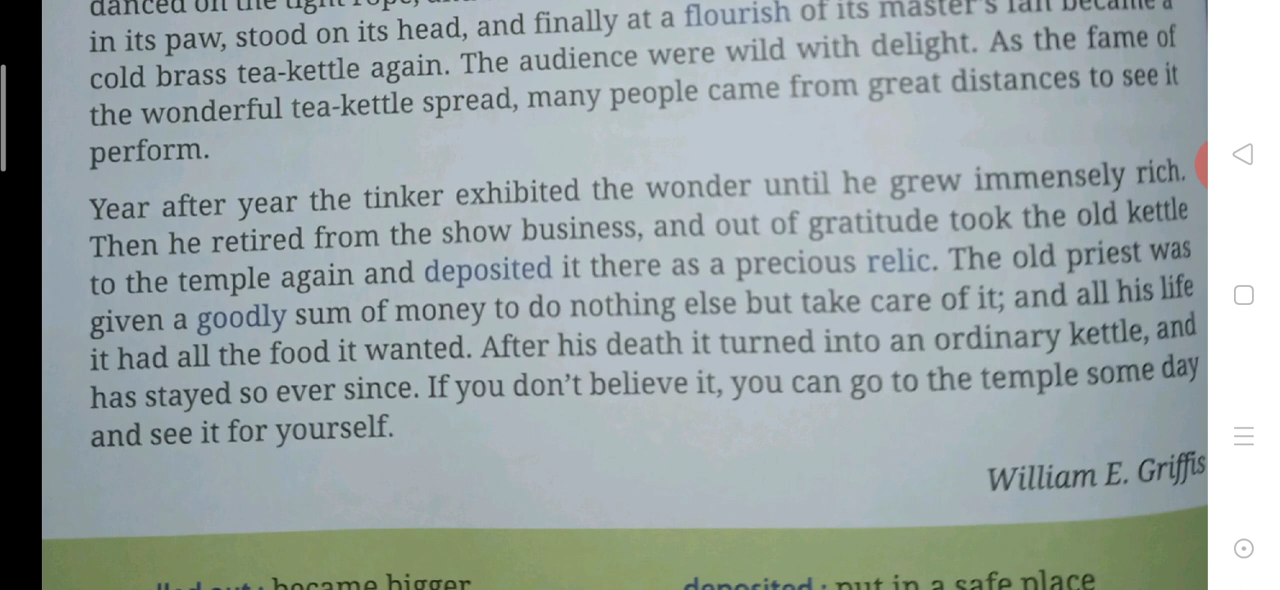 danced on the tight rope,
in its paw, stood on its head, and finally at a flourish of its master's fan became a
cold brass tea-kettle again. The audience were wild with delight. As the fame of
the wonderful tea-kettle spread, many people came from great distances to see it
perform.
Year after year the tinker exhibited the wonder until he grew immensely rich.
Then he retired from the show business, and out of gratitude took the old kettle
to the temple again and deposited it there as a precious relic. The old priest was
given a goodly sum of money to do nothing else but take care of it; and all his life
it had all the food it wanted. After his death it turned into an ordinary kettle, and
has stayed so ever since. If you don't believe it, you can go to the temple some day
and see it for yourself.
William E. Griffis
out : became bigger
deposited : put in a safe place